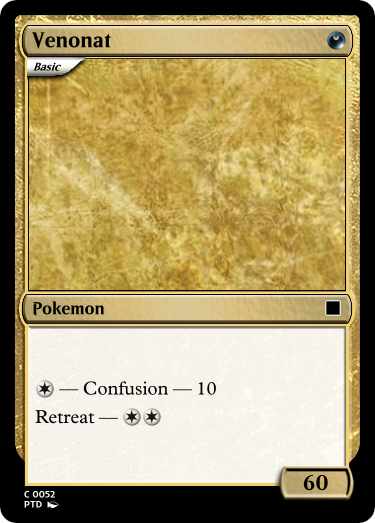 Venonat
Basic
Pokemon
— Confusion — 10
Retreat —
60
C 0052
PTD